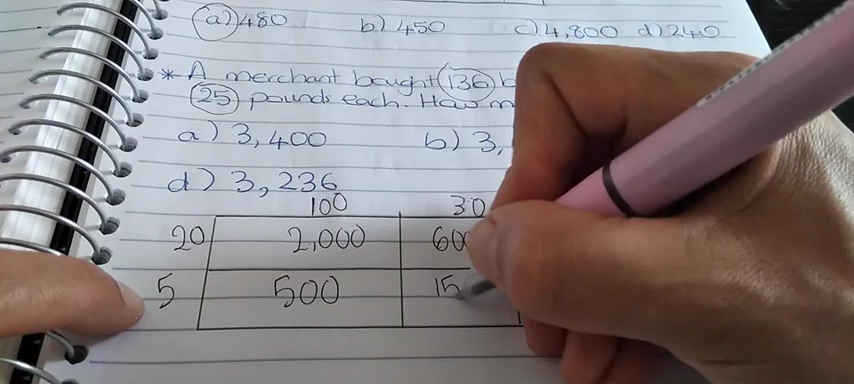 a) 480 b) 450 c) 4,800 d) 240
* A merchant bought 136
25 pounds each. How
a) 3,400 b) 3,
d) 3,236
100 30
20 2,000 60
5 500 15